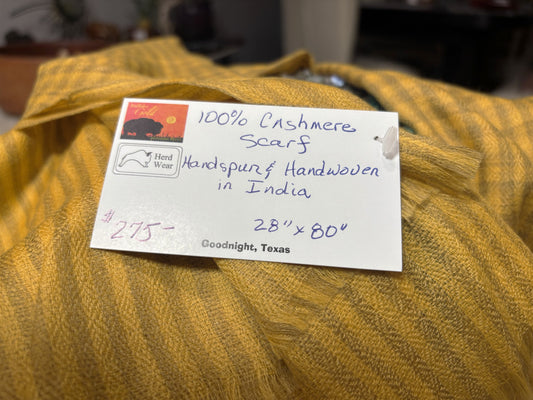 100% Cashmere
Scarf
Herd
Wear
Handspun & Handwoven
in India
$275-
28" x 80"
Goodnight, Texas